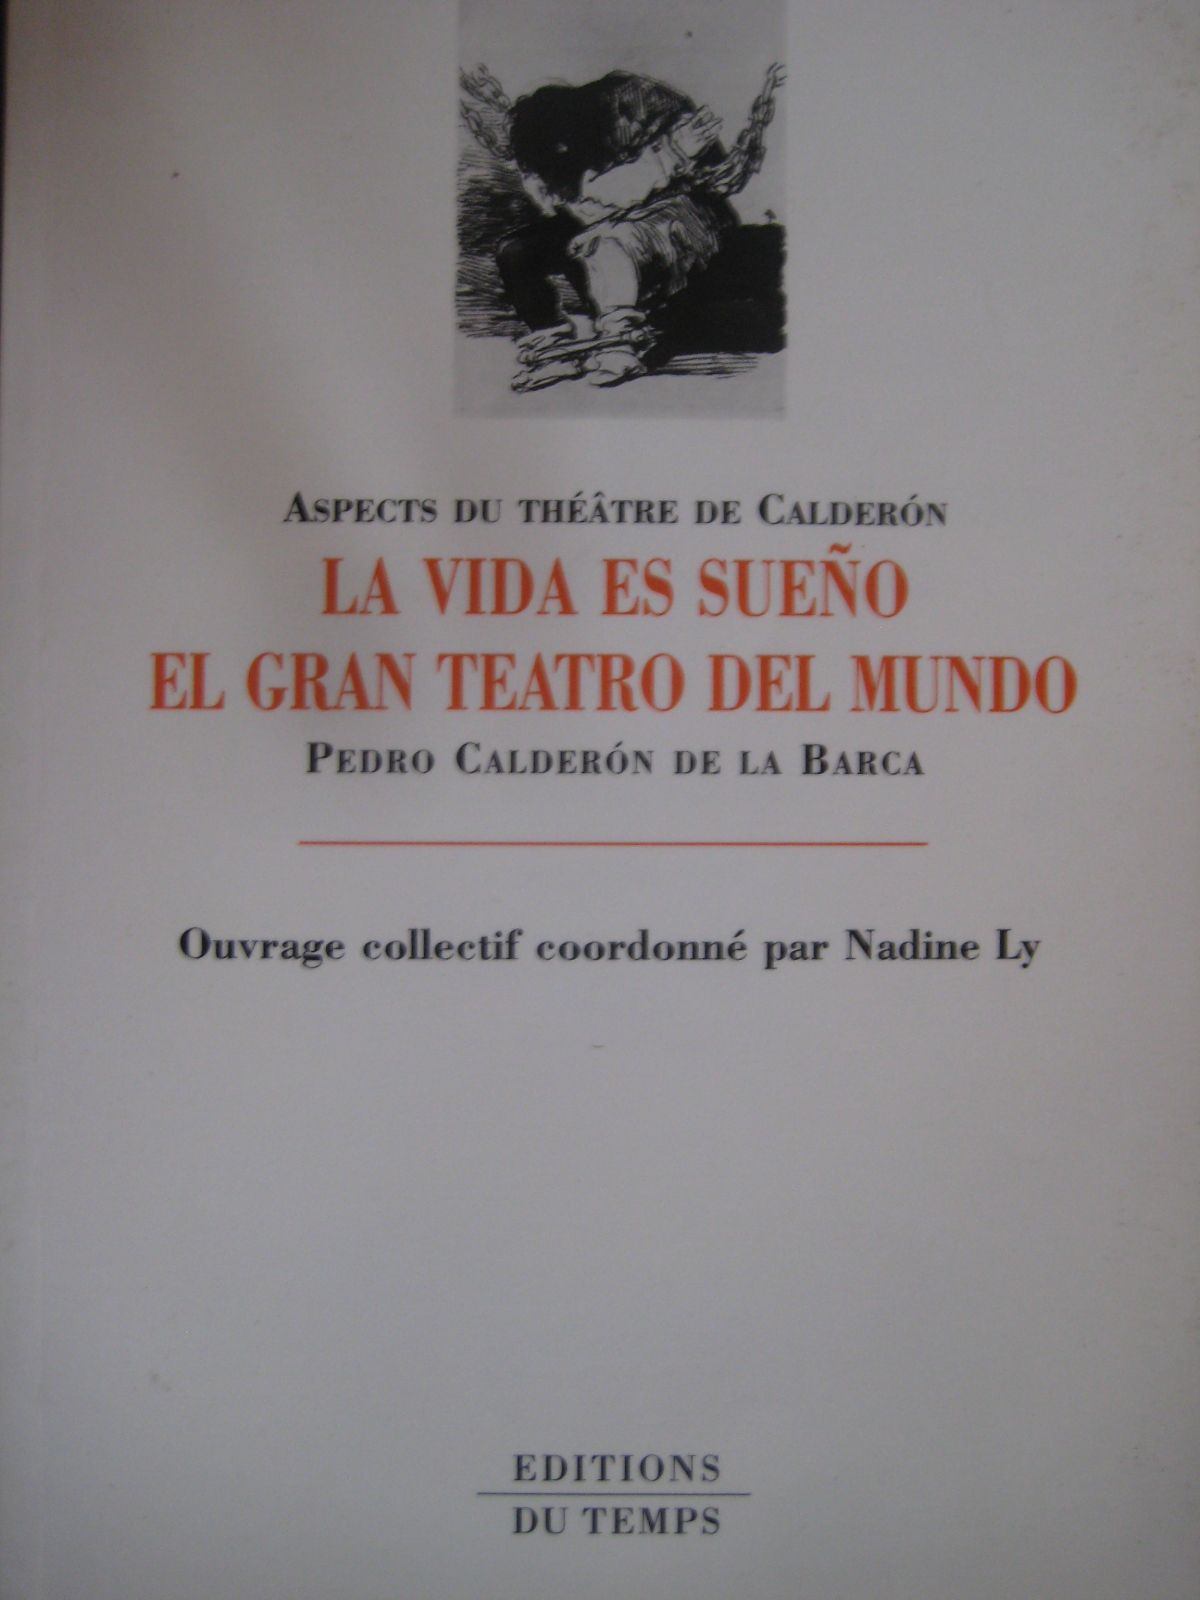 ASPECTS DU THÉÂTRE DE CALDERÓN
LA VIDA ES SUEÑO
EL GRAN TEATRO DEL MUNDO
PEDRO CALDERÓN DE LA BARCA
Ouvrage collectif coordonné par Nadine Ly
EDITIONS
DU TEMPS